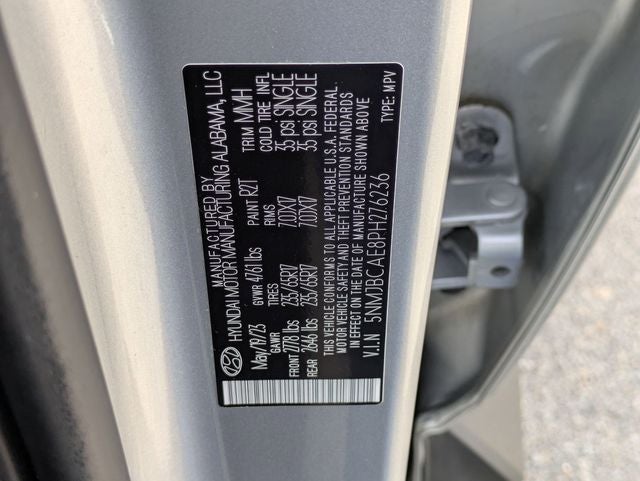 MANUFACTURED BY
HYUNDAI MOTOR MANUFACTURING ALABAMA, LLC
May/19/23 GVWR 4761 lbs PAINT R2T TRIM MMH
GAWR TIRES RIMS COLD TIRE INFL
FRONT 2778 lbs 235/65R17 7.0JX17 35 psi SINGLE
REAR 2646 lbs 235/65R17 7.0JX17 35 psi SINGLE
THIS VEHICLE CONFORMS TO ALL APPLICABLE U.S.A. FEDERAL
MOTOR VEHICLE SAFETY AND THEFT PREVENTION STANDARDS
IN EFFECT ON THE DATE OF MANUFACTURE SHOWN ABOVE
V.I.N 5NMJBCAE8PH276236 TYPE: MPV